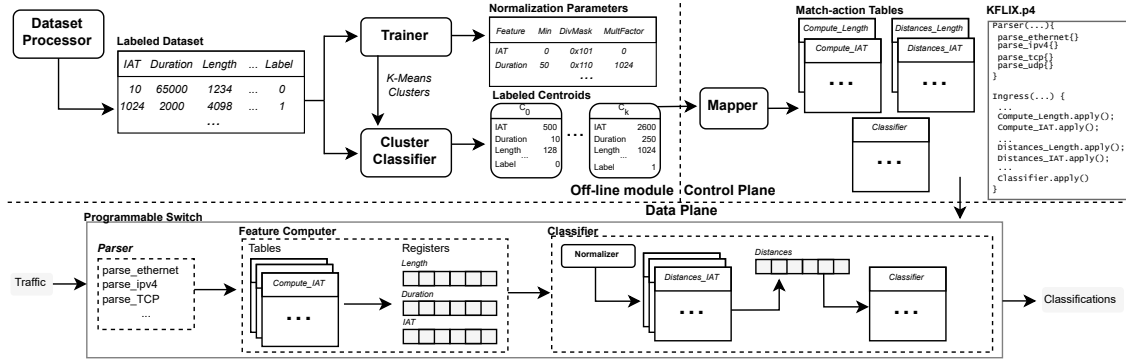 Dataset
Processor
Labeled Dataset
IAT Duration Length ... Label
10 65000 1234 ... 0
1024 2000 4098 ... 1
...
Trainer
K-Means
Clusters
Cluster
Classifier
Normalization Parameters
Feature Min DivMask MultFactor
IAT 0 0x101 0
Duration 50 0x110 1024
...
Labeled Centroids
C0
IAT 500
Duration 10
Length 128
...
Label 0
...
Ck
IAT 2600
Duration 250
Length 1024
...
Label 1
Off-line module
Control Plane
Mapper
Match-action Tables
Compute_Length
Compute_IAT
...
Distances_Length
Distances_IAT
...
Classifier
...
KFLIX.p4
Parser(...){
parse_ethernet{}
parse_ipv4{}
parse_tcp{}
parse_udp{}
}
Ingress(...) {
...
Compute_Length.apply();
Compute_IAT.apply();
...
Distances_Length.apply();
Distances_IAT.apply();
...
Classifier.apply()
}
Data Plane
Programmable Switch
Traffic
Parser
parse_ethernet
parse_ipv4
parse_TCP
...
Feature Computer
Tables
Compute_IAT
...
Registers
Length
Duration
IAT
Classifier
Normalizer
Distances_IAT
...
Distances
Classifier
...
Classifications